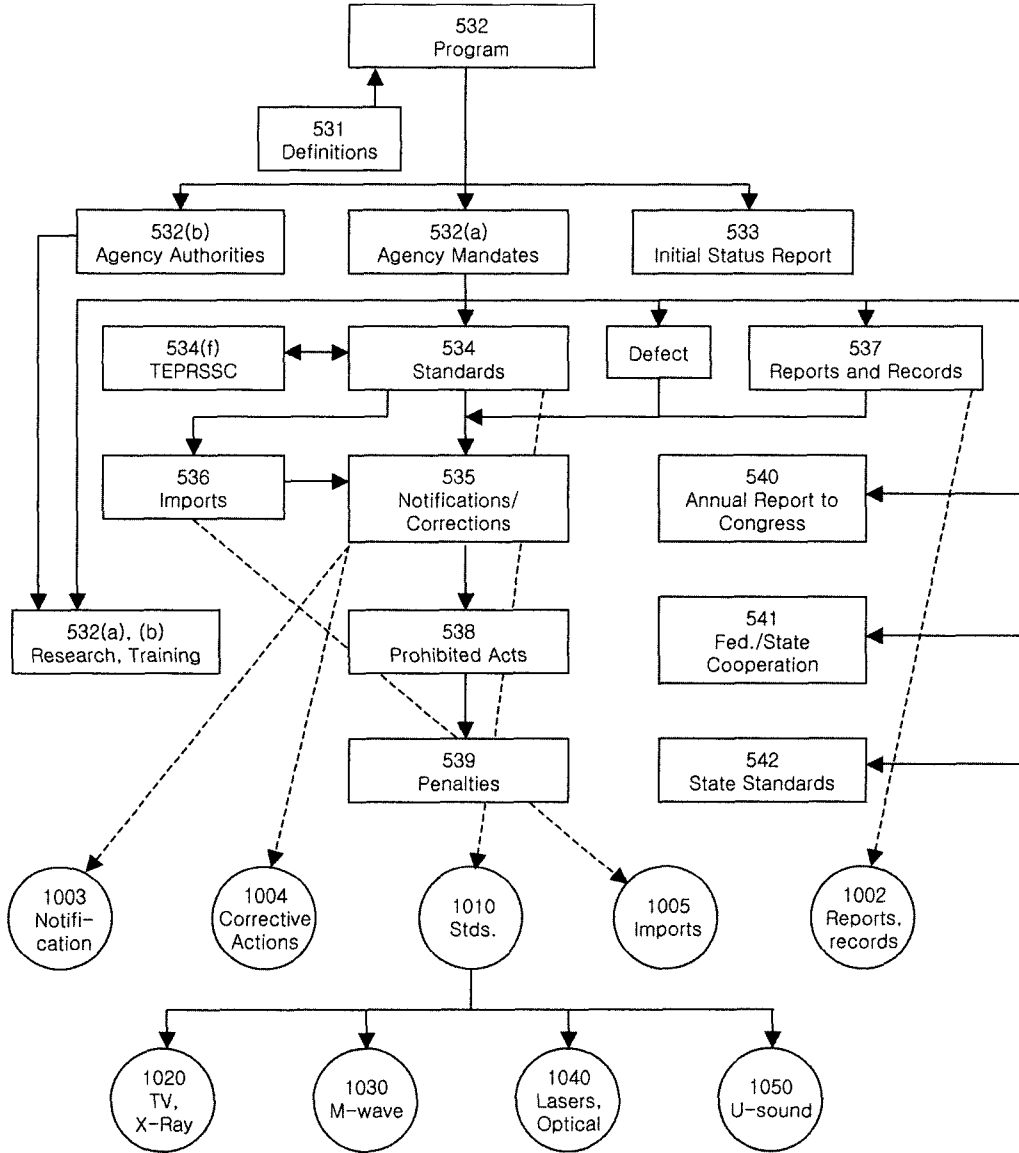 532
Program
531
Definitions
532(b)
Agency Authorities
532(a)
Agency Mandates
533
Initial Status Report
534(f)
TEPRSSC
534
Standards
Defect
537
Reports and Records
536
Imports
535
Notifications/
Corrections
540
Annual Report to
Congress
532(a), (b)
Research, Training
538
Prohibited Acts
541
Fed./State
Cooperation
539
Penalties
542
State Standards
1003
Notifi-
cation
1004
Corrective
Actions
1010
Stds.
1005
Imports
1002
Reports,
records
1020
TV,
X-Ray
1030
M-wave
1040
Lasers,
Optical
1050
U-sound